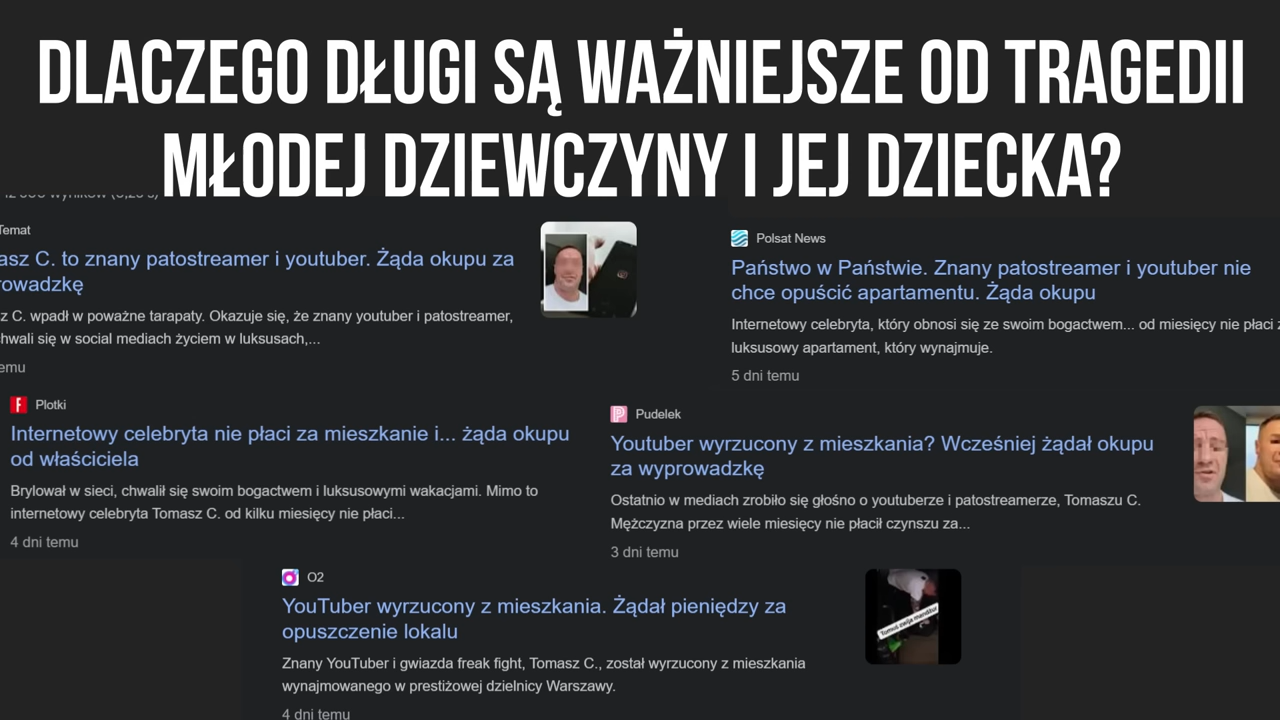 DLACZEGO DŁUGI SĄ WAŻNIEJSZE OD TRAGEDII
MŁODEJ DZIEWCZYNY I JEJ DZIECKA?
Temat
asz C. to znany patostreamer i youtuber. Żąda okupu za
rowadzkę
z C. wpadł w poważne tarapaty. Okazuje się, że znany youtuber i patostreamer,
hwali się w social mediach życiem w luksusach,...
emu
Polsat News
Państwo w Państwie. Znany patostreamer i youtuber nie
chce opuścić apartamentu. Żąda okupu
Internetowy celebryta, który obnosi się ze swoim bogactwem... od miesięcy nie płaci z
luksusowy apartament, który wynajmuje.
5 dni temu
Plotki
Internetowy celebryta nie płaci za mieszkanie i... żąda okupu
od właściciela
Brylował w sieci, chwalił się swoim bogactwem i luksusowymi wakacjami. Mimo to
internetowy celebryta Tomasz C. od kilku miesięcy nie płaci...
4 dni temu
Pudelek
Youtuber wyrzucony z mieszkania? Wcześniej żądał okupu
za wyprowadzkę
Ostatnio w mediach zrobiło się głośno o youtuberze i patostreamerze, Tomaszu C.
Mężczyzna przez wiele miesięcy nie płacił czynszu za...
3 dni temu
O2
YouTuber wyrzucony z mieszkania. Żądał pieniędzy za
opuszczenie lokalu
Znany YouTuber i gwiazda freak fight, Tomasz C., został wyrzucony z mieszkania
wynajmowanego w prestiżowej dzielnicy Warszawy.
4 dni temu
Tomuś zwija mandżur